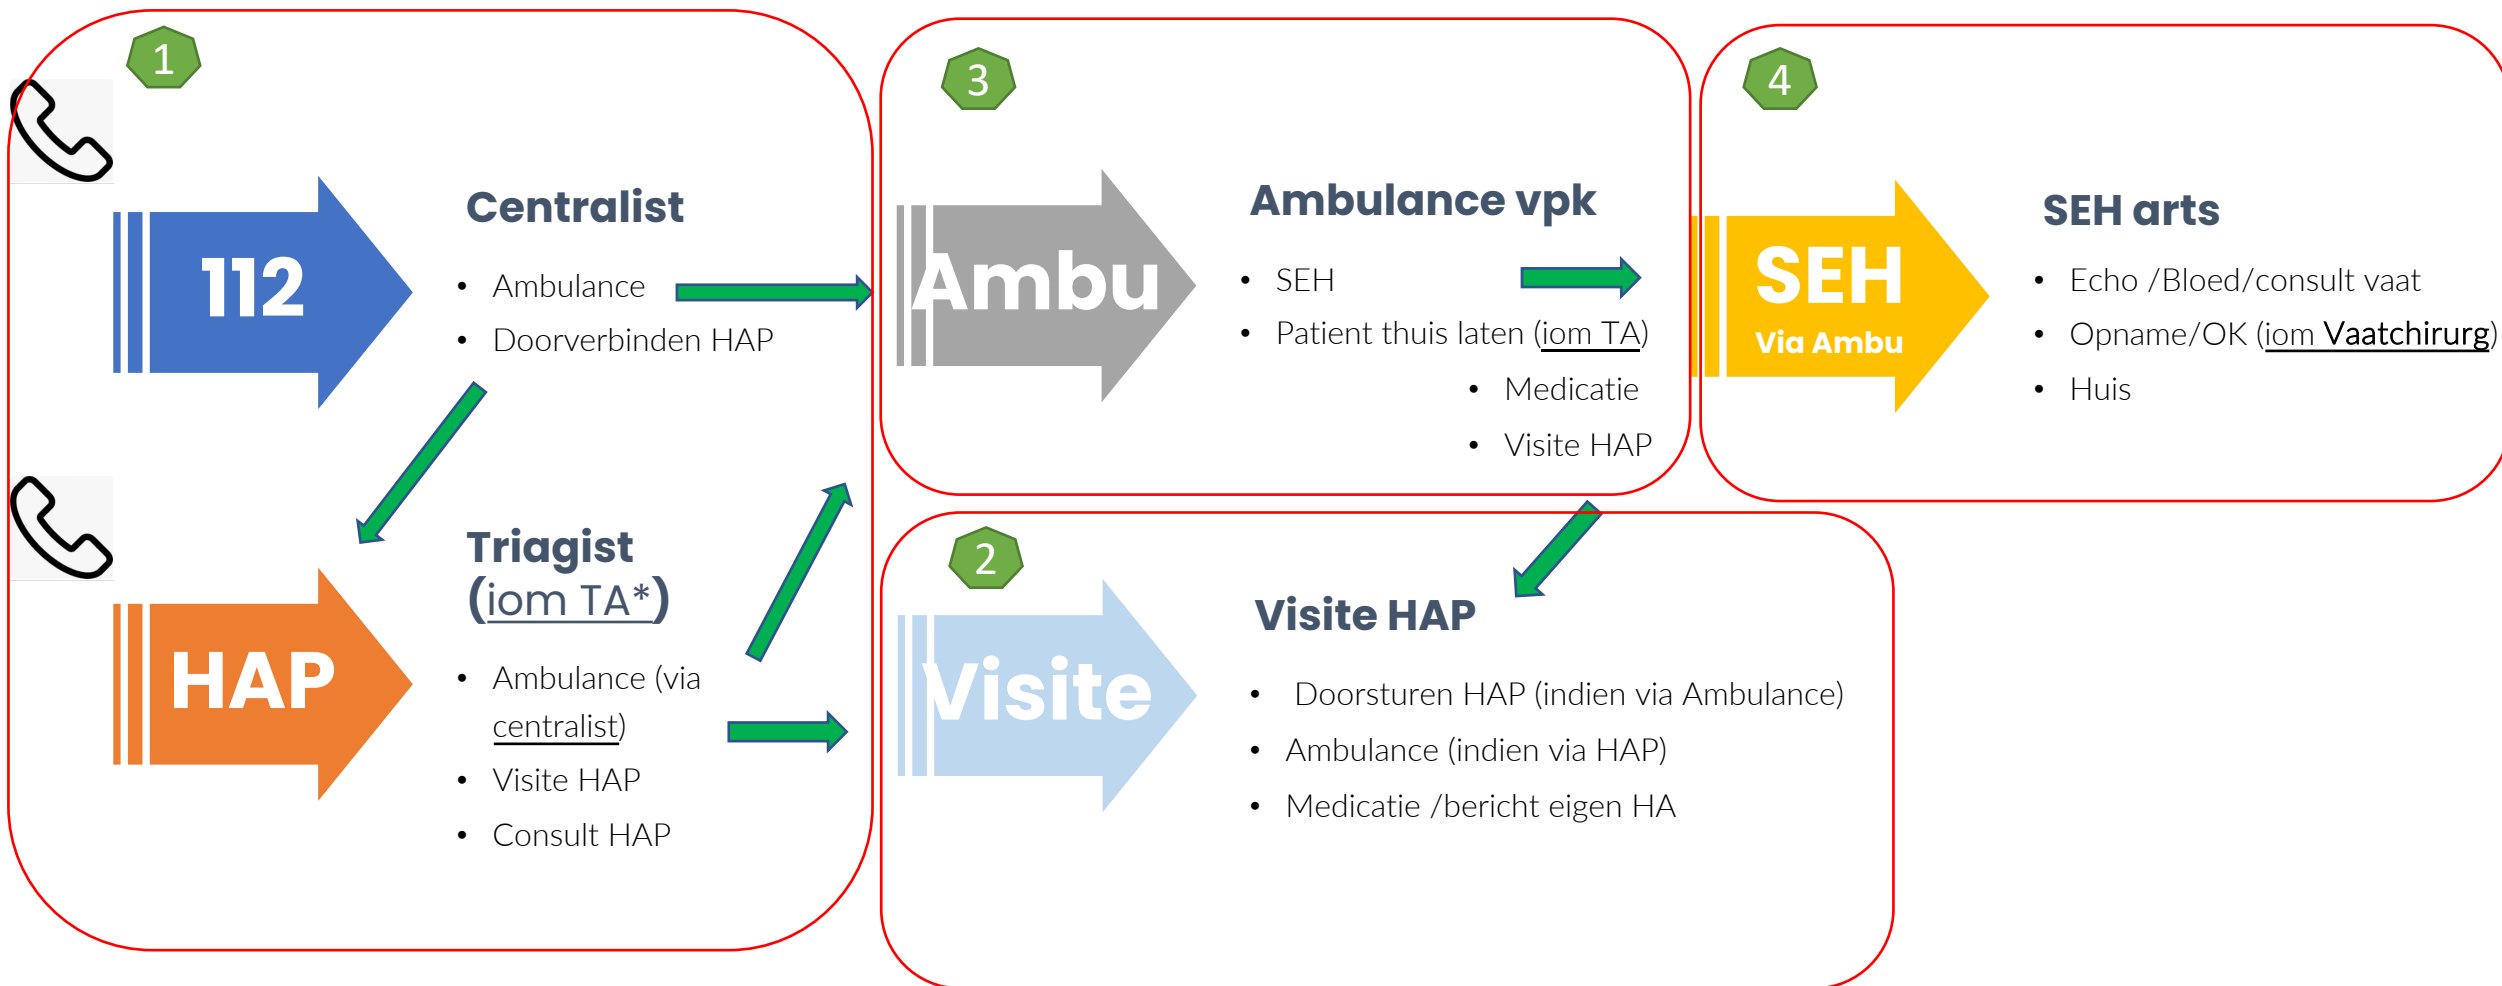 1
112
Centralist
• Ambulance
• Doorverbinden HAP
HAP
Triagist
(iom TA*)
• Ambulance (via
centralist)
• Visite HAP
• Consult HAP
3
Ambu
Ambulance vpk
• SEH
• Patient thuis laten (iom TA)
• Medicatie
• Visite HAP
4
SEH
Via Ambu
SEH arts
• Echo /Bloed/consult vaat
• Opname/OK (iom Vaatchirurg)
• Huis
2
Visite
Visite HAP
• Doorsturen HAP (indien via Ambulance)
• Ambulance (indien via HAP)
• Medicatie /bericht eigen HA